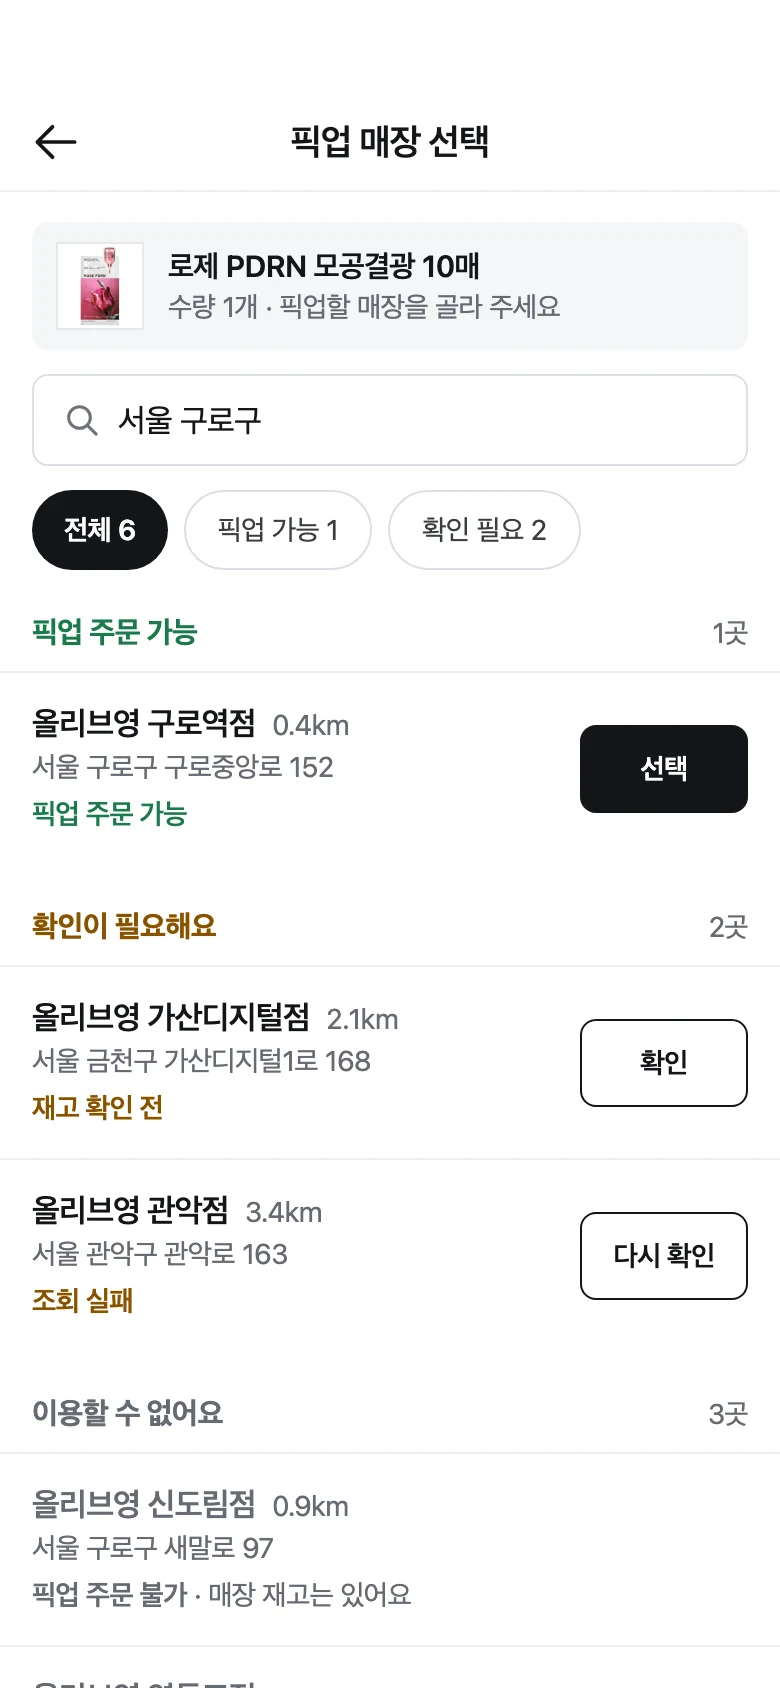 픽업 매장 선택
로제 PDRN 모공결광 10매
수량 1개 · 픽업할 매장을 골라 주세요
서울 구로구
전체 6
픽업 가능 1
확인 필요 2
픽업 주문 가능
1곳
올리브영 구로역점 0.4km
서울 구로구 구로중앙로 152
픽업 주문 가능
선택
확인이 필요해요
2곳
올리브영 가산디지털점 2.1km
서울 금천구 가산디지털1로 168
재고 확인 전
확인
올리브영 관악점 3.4km
서울 관악구 관악로 163
조회 실패
다시 확인
이용할 수 없어요
3곳
올리브영 신도림점 0.9km
서울 구로구 새말로 97
픽업 주문 불가 · 매장 재고는 있어요
올리브영